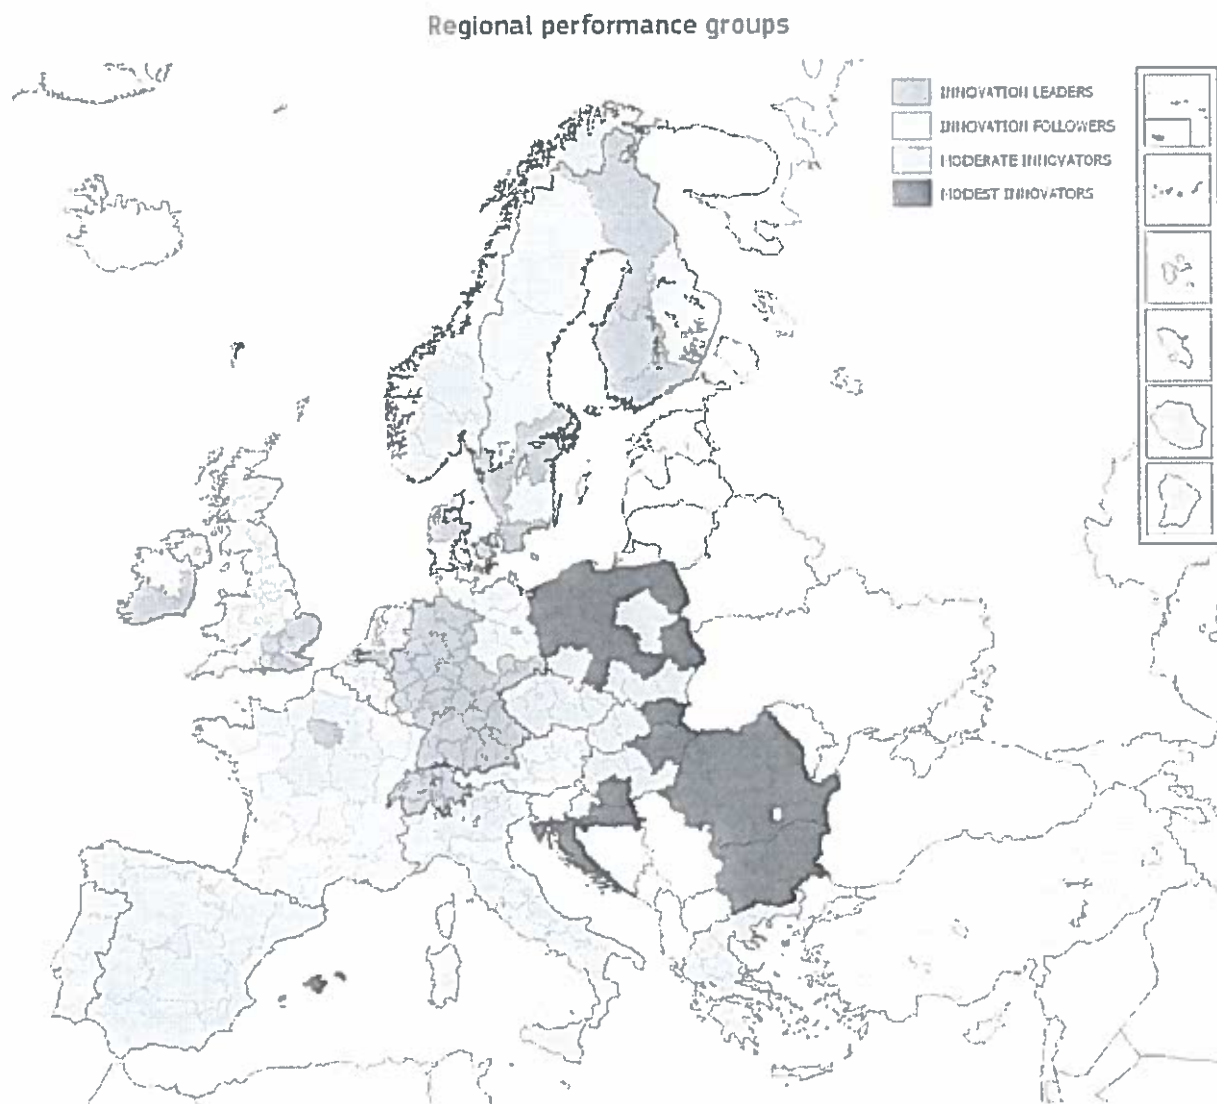 Regional performance groups
INNOVATION LEADERS
INNOVATION FOLLOWERS
MODERATE INNOVATORS
MODEST INNOVATORS